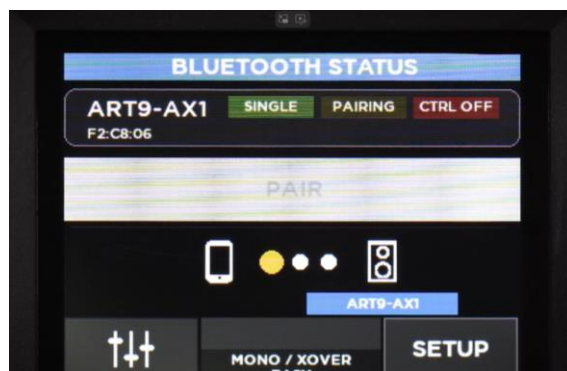 BLUETOOTH STATUS
ART9-AX1 SINGLE PAIRING CTRL OFF
F2:C8:06
PAIR
ART9-AX1
MONO / XOVER
SETUP